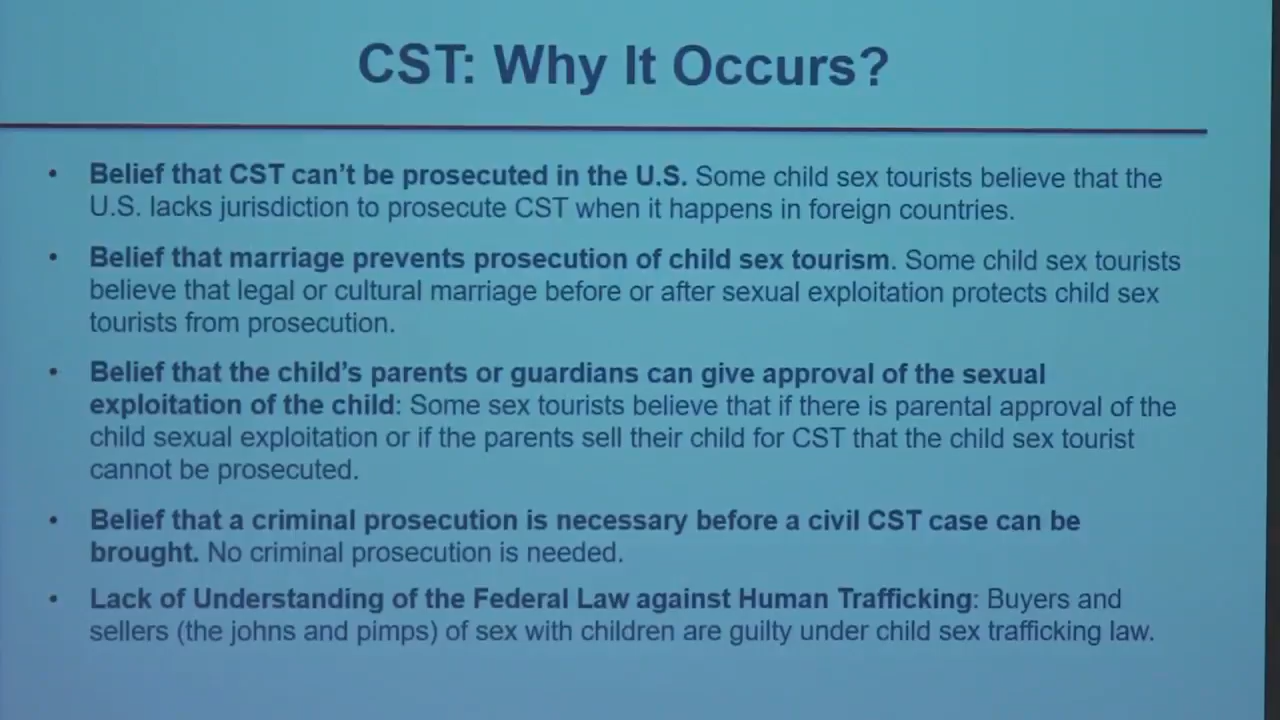 CST: Why It Occurs?
• Belief that CST can't be prosecuted in the U.S. Some child sex tourists believe that the
U.S. lacks jurisdiction to prosecute CST when it happens in foreign countries.
• Belief that marriage prevents prosecution of child sex tourism. Some child sex tourists
believe that legal or cultural marriage before or after sexual exploitation protects child sex
tourists from prosecution.
• Belief that the child's parents or guardians can give approval of the sexual
exploitation of the child: Some sex tourists believe that if there is parental approval of the
child sexual exploitation or if the parents sell their child for CST that the child sex tourist
cannot be prosecuted.
• Belief that a criminal prosecution is necessary before a civil CST case can be
brought. No criminal prosecution is needed.
• Lack of Understanding of the Federal Law against Human Trafficking: Buyers and
sellers (the johns and pimps) of sex with children are guilty under child sex trafficking law.